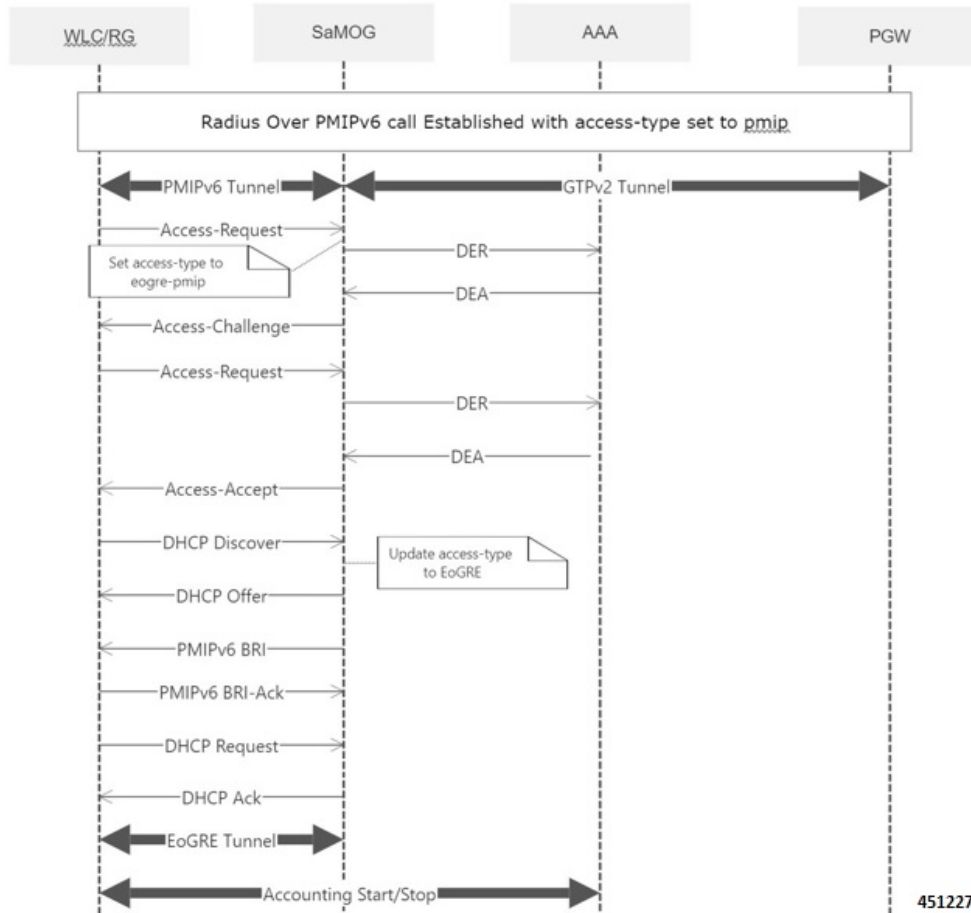 WLC/RG
SaMOG
AAA
PGW
Radius Over PMIPv6 call Established with access-type set to pmip
PMIPv6 Tunnel
GTPv2 Tunnel
Access-Request
DER
Set access-type to
eogre-pmip
DEA
Access-Challenge
Access-Request
DER
DEA
Access-Accept
DHCP Discover
Update access-type
to EoGRE
DHCP Offer
PMIPv6 BRI
PMIPv6 BRI-Ack
DHCP Request
DHCP Ack
EoGRE Tunnel
Accounting Start/Stop
451227